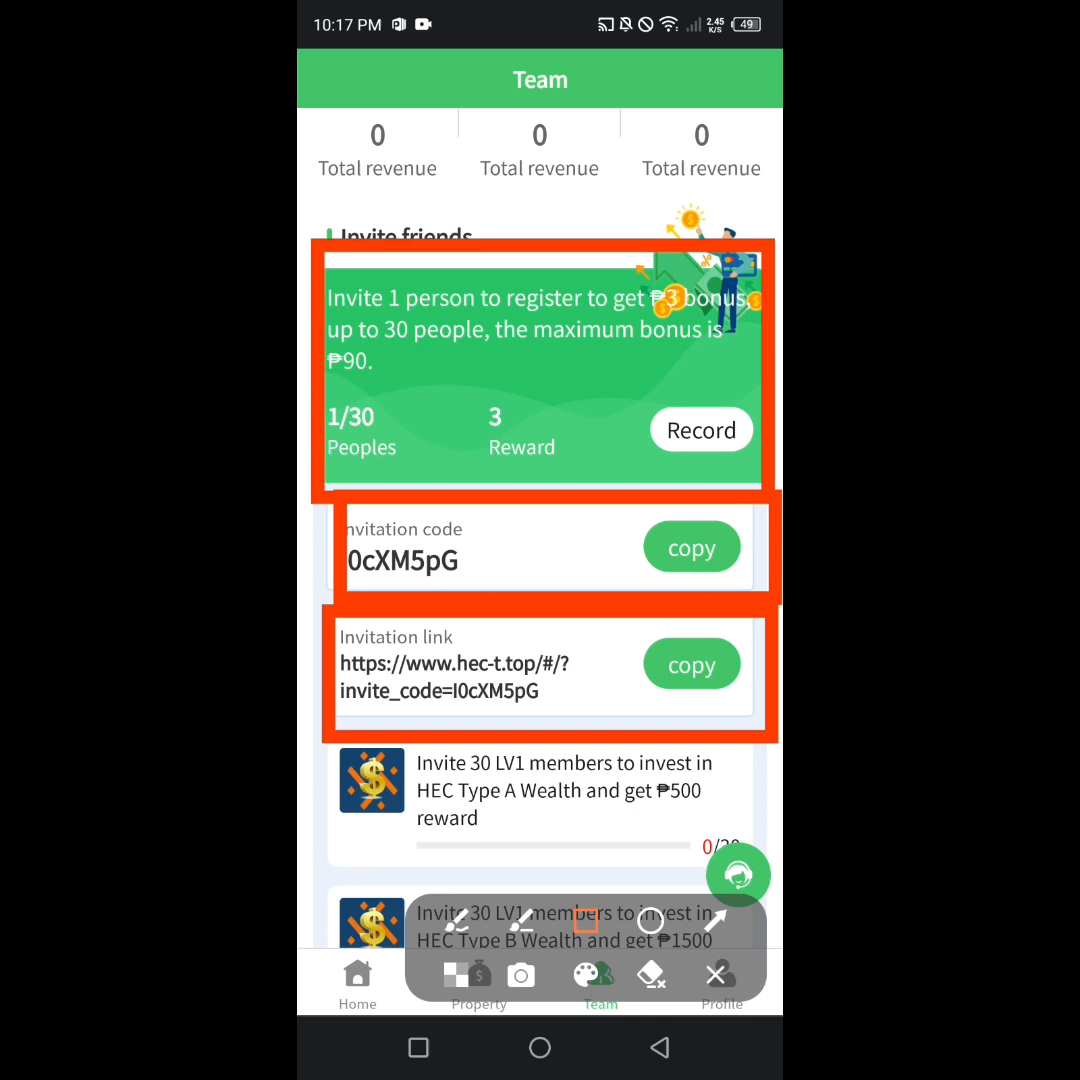 10:17 PM
2.45
K/S
49
Team
0
0
0
Total revenue
Total revenue
Total revenue
Invite friends
Invite 1 person to register to get ₱3 bonus,
up to 30 people, the maximum bonus is
₱90.
1/30
3
Peoples
Reward
Record
nvitation code
0cXM5pG
copy
Invitation link
https://www.hec-t.top/#/?
invite_code=I0cXM5pG
copy
Invite 30 LV1 members to invest in
HEC Type A Wealth and get ₱500
reward
0/30
Invite 30 LV1 members to invest in
HEC Type B Wealth and get ₱1500
Home
Property
Team
Profile